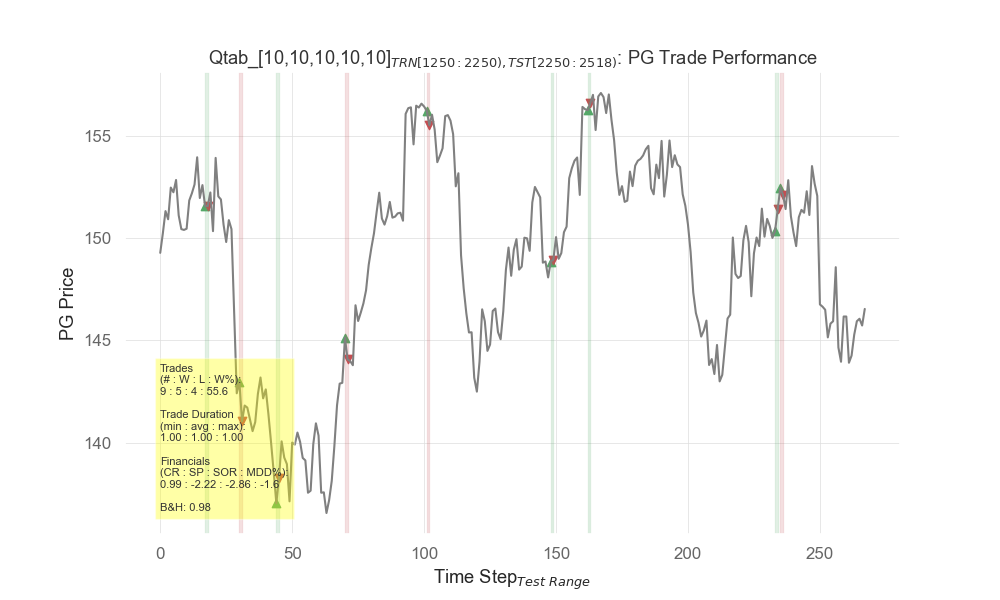 Qtab_[10,10,10,10,10]TRN[1250:2250),TST[2250:2518): PG Trade Performance
PG Price
155
150
145
140
Trades
(# : W : L : W%):
9 : 5 : 4 : 55.6
Trade Duration
(min : avg : max):
1.00 : 1.00 : 1.00
Financials
(CR : SP : SOR : MDD%):
0.99 : -2.22 : -2.86 : -1.6
B&H: 0.98
0 50 100 150 200 250
Time StepTest Range